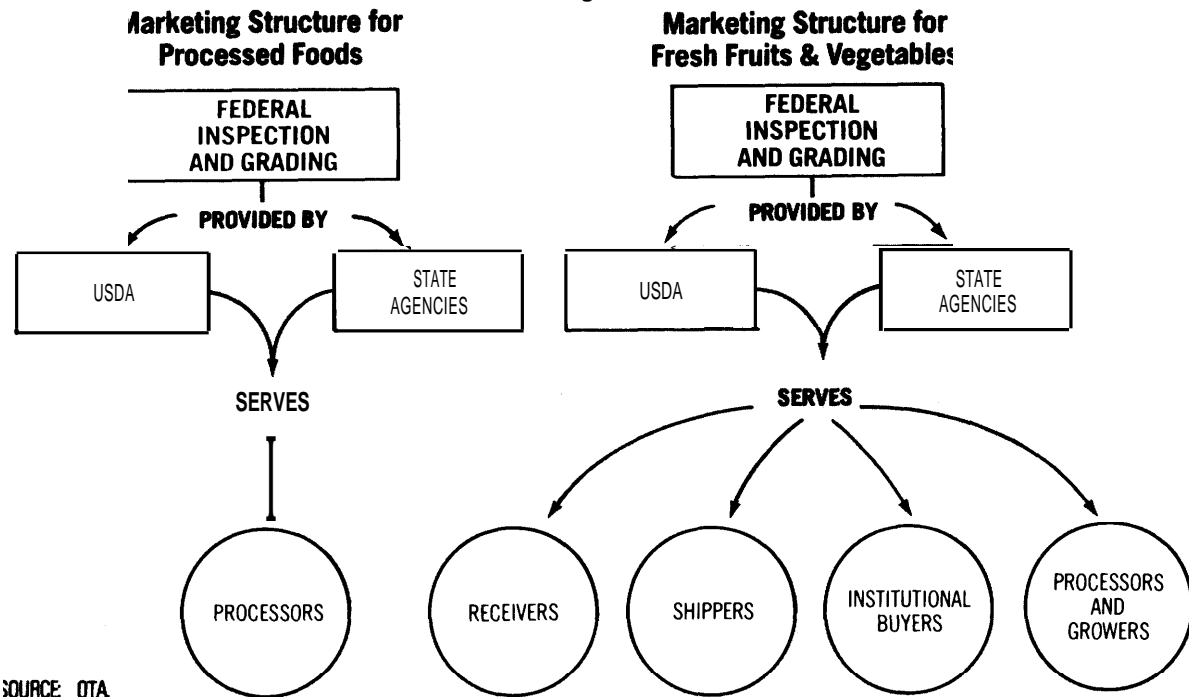 Marketing Structure for
Processed Foods
FEDERAL
INSPECTION
AND GRADING
PROVIDED BY
USDA
STATE
AGENCIES
SERVES
PROCESSORS
Marketing Structure for
Fresh Fruits & Vegetables
FEDERAL
INSPECTION
AND GRADING
PROVIDED BY
USDA
STATE
AGENCIES
SERVES
RECEIVERS
SHIPPERS
INSTITUTIONAL
BUYERS
PROCESSORS
AND
GROWERS
SOURCE: OTA.